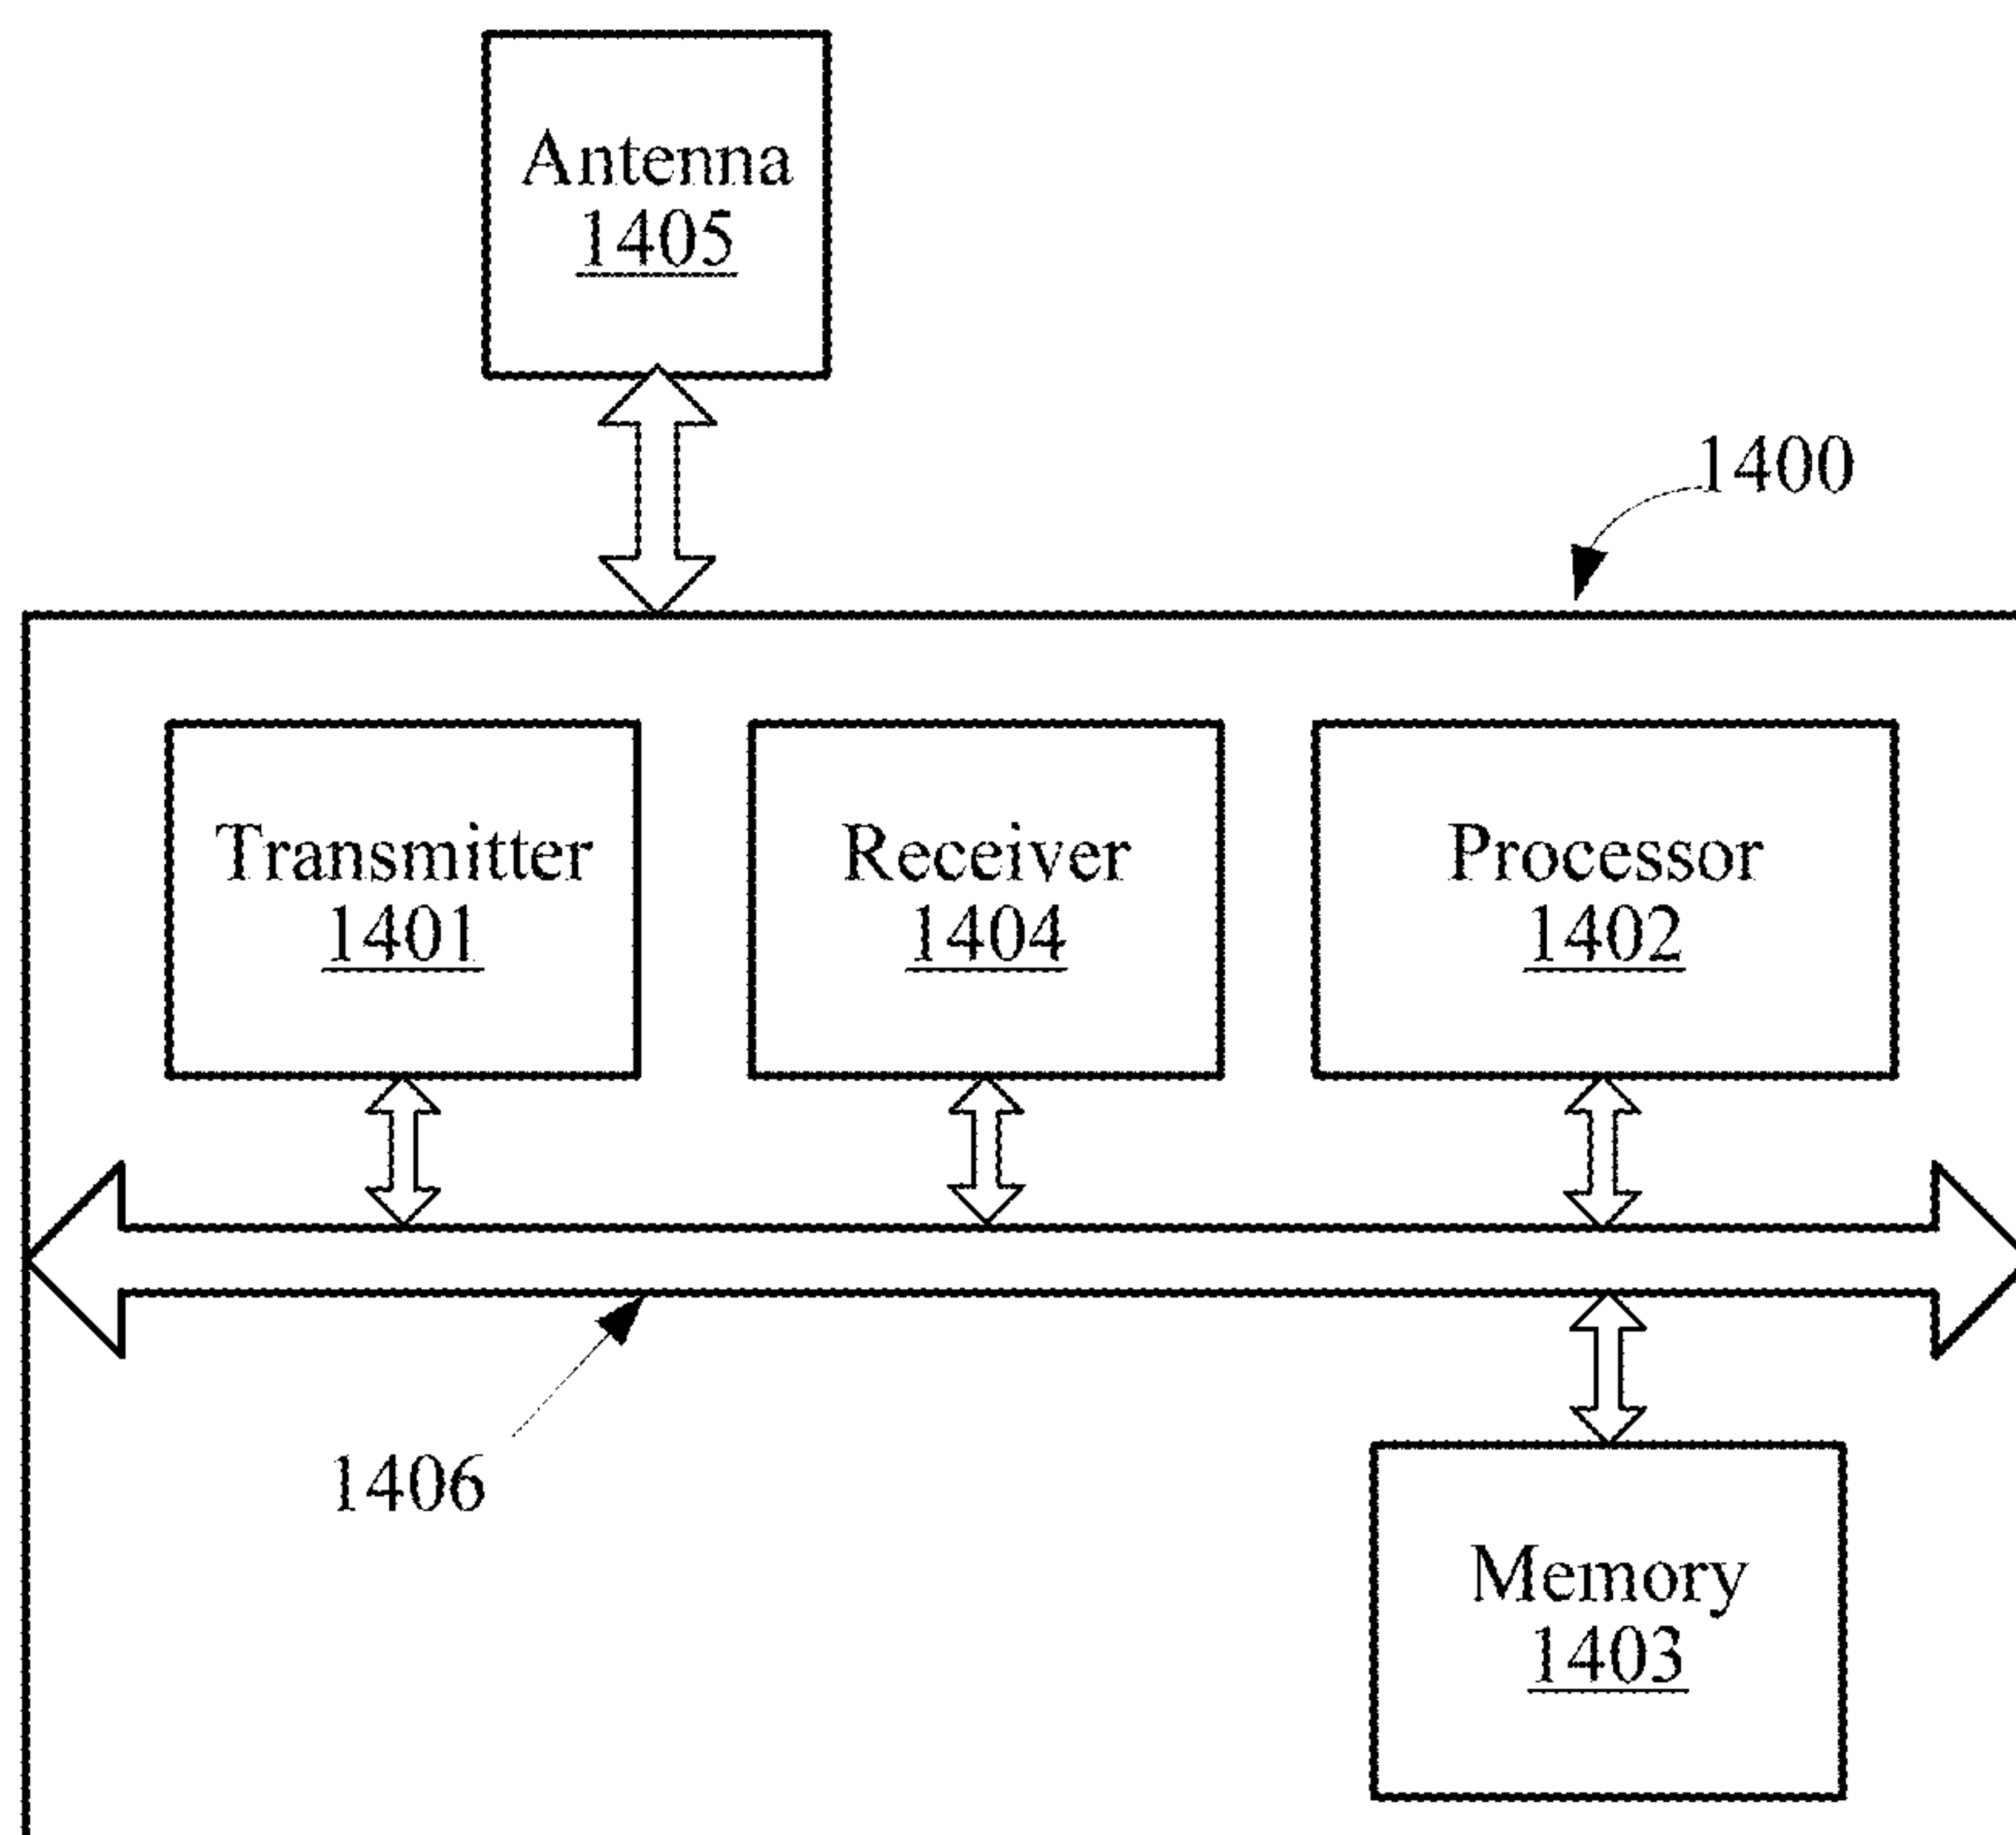 Antenna
1405
1400
Transmitter
1401
Receiver
1404
Processor
1402
1406
Memory
1403